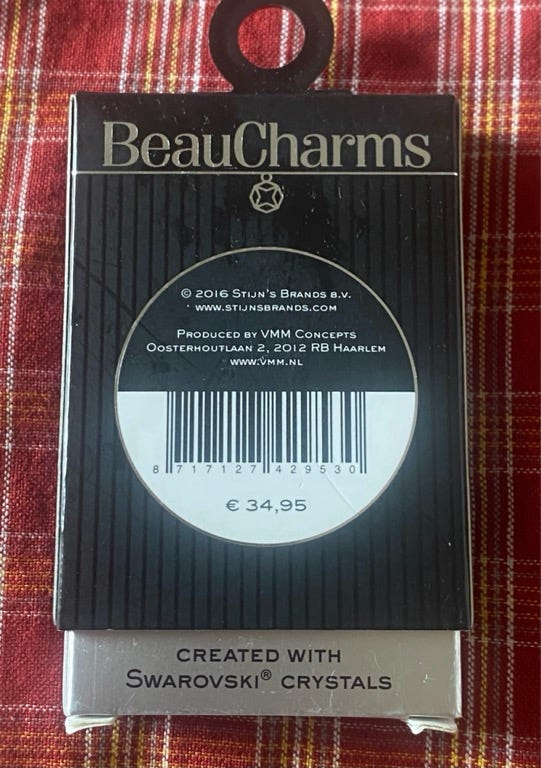 BeauCharms
© 2016 Stijn's Brands B.V.
www.stijnsbrands.com
Produced by VMM Concepts
Oosterhoutlaan 2, 2012 RB Haarlem
www.vmm.nl
8 717127 429530
€ 34,95
CREATED WITH
SWAROVSKI® CRYSTALS